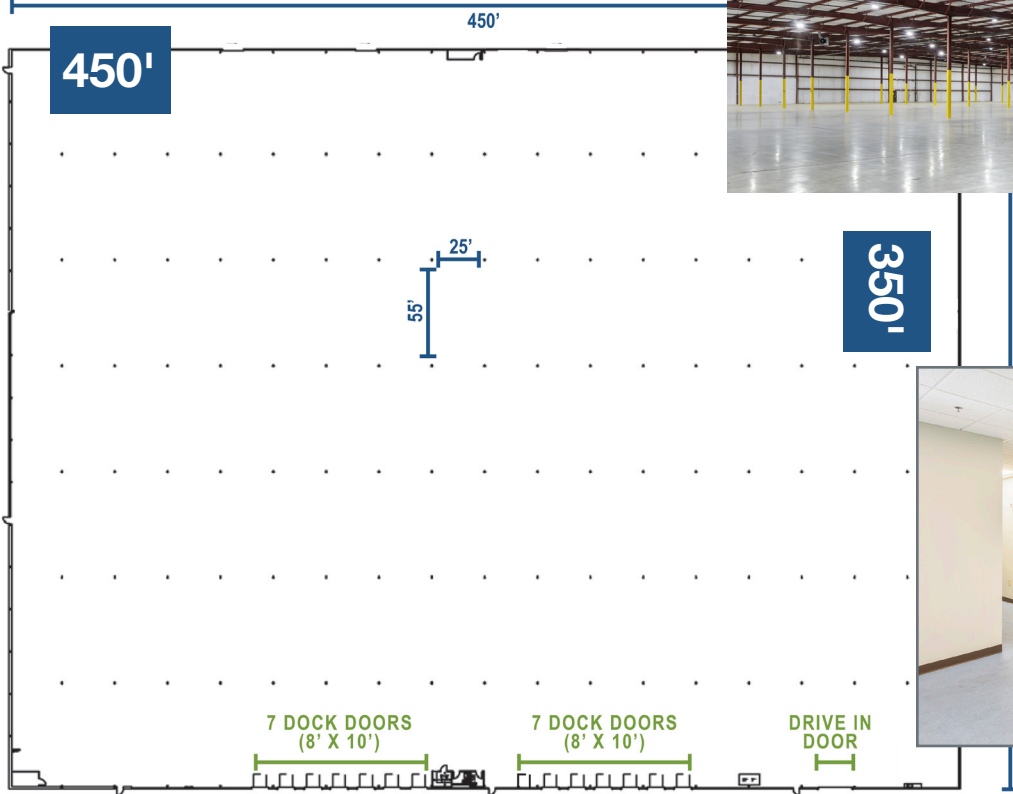 450'
450'
25'
55'
350'
7 DOCK DOORS
(8' X 10')
7 DOCK DOORS
(8' X 10')
DRIVE IN
DOOR